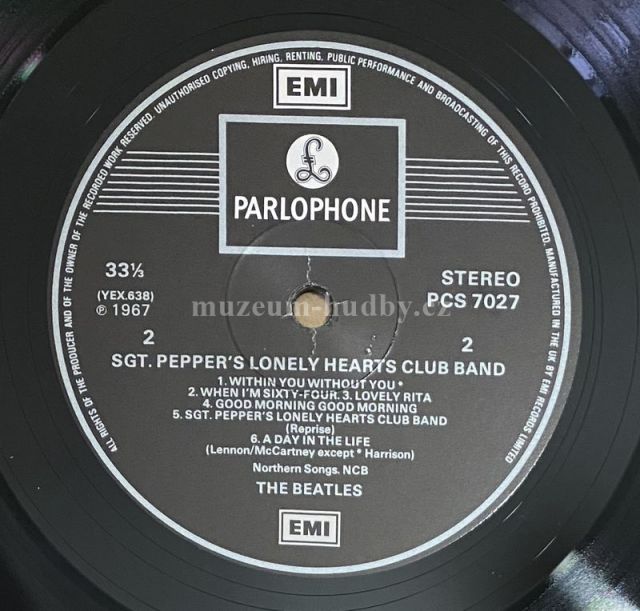 ALL RIGHTS OF THE PRODUCER AND OF THE OWNER OF THE RECORDED WORK RESERVED. UNAUTHORISED COPYING, HIRING, RENTING, PUBLIC PERFORMANCE AND BROADCASTING OF THIS RECORD PROHIBITED. MANUFACTURED IN THE UK BY EMI RECORDS LIMITED
EMI
£
PARLOPHONE
33⅓
STEREO
(YEX.638)
PCS 7027
℗ 1967
muzeum-hudby.cz
2
2
SGT. PEPPER'S LONELY HEARTS CLUB BAND
1. WITHIN YOU WITHOUT YOU *
2. WHEN I'M SIXTY-FOUR. 3. LOVELY RITA
4. GOOD MORNING GOOD MORNING
5. SGT. PEPPER'S LONELY HEARTS CLUB BAND
(Reprise)
6. A DAY IN THE LIFE
(Lennon/McCartney except * Harrison)
Northern Songs. NCB
THE BEATLES
EMI